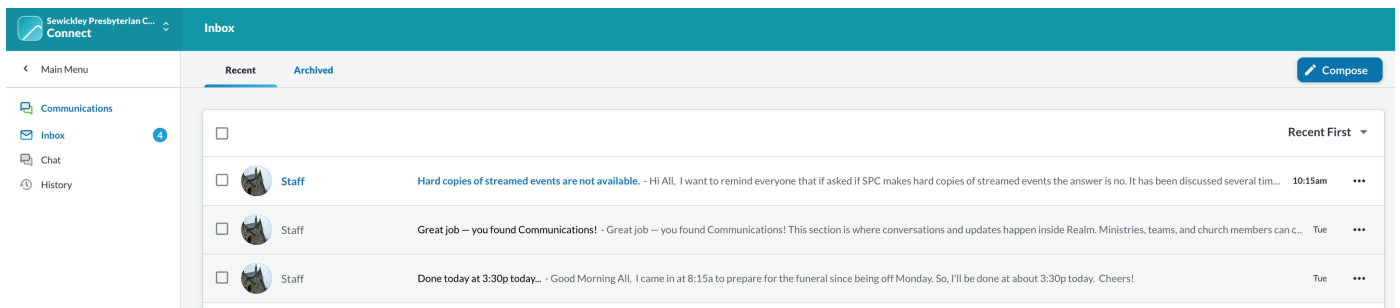 Sewickley Presbyterian C...
Connect
Inbox
Main Menu
Recent
Archived
Compose
Communications
Inbox
4
Chat
History
Recent First
Staff
Hard copies of streamed events are not available. - Hi All, I want to remind everyone that if asked if SPC makes hard copies of streamed events the answer is no. It has been discussed several tim... 10:15am
Staff
Great job — you found Communications! - Great job — you found Communications! This section is where conversations and updates happen inside Realm. Ministries, teams, and church members can c... Tue
Staff
Done today at 3:30p today... - Good Morning All, I came in at 8:15a to prepare for the funeral since being off Monday. So, I'll be done at about 3:30p today. Cheers! Tue